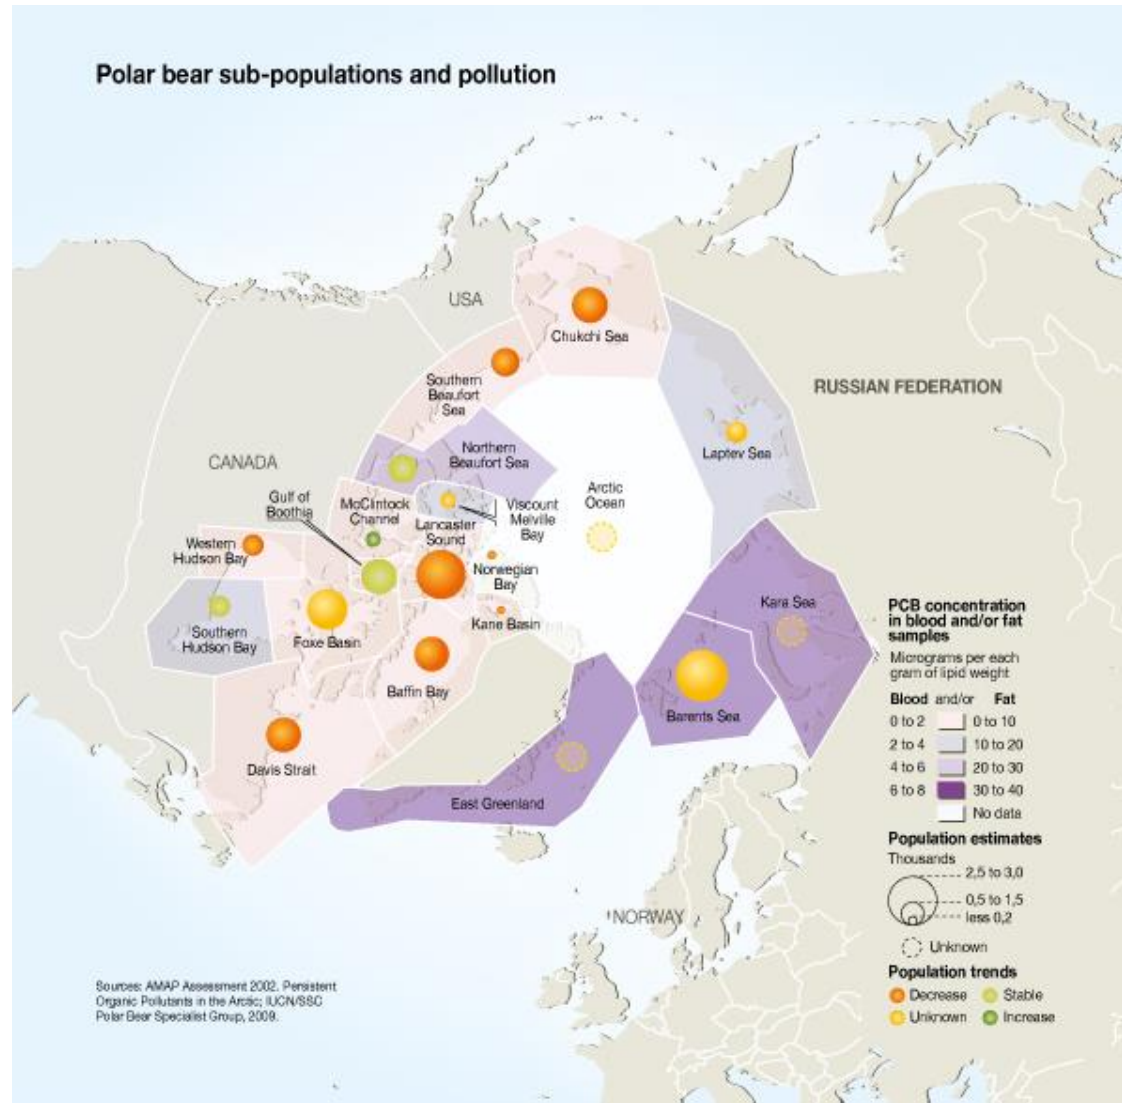 Polar bear sub-populations and pollution
USA
Chukchi Sea
Southern
Beaufort
Sea
RUSSIAN FEDERATION
Northern
Beaufort Sea
Laptev Sea
CANADA
Gulf of
Boothia
McClintock
Channel
Lancaster
Sound
Viscount
Melville
Bay
Arctic
Ocean
Western
Hudson Bay
Norwegian
Bay
Kara Sea
Southern
Hudson Bay
Foxe Basin
Kane Basin
Baffin Bay
Barents Sea
Davis Strait
East Greenland
NORWAY
PCB concentration
in blood and/or fat
samples
Micrograms per each
gram of lipid weight
Blood and/or Fat
0 to 2 0 to 10
2 to 4 10 to 20
4 to 6 20 to 30
6 to 8 30 to 40
No data
Population estimates
Thousands
2,5 to 3,0
0,5 to 1,5
less 0,2
Unknown
Population trends
Decrease Stable
Unknown Increase
Sources: AMAP Assessment 2002. Persistent
Organic Pollutants in the Arctic; IUCN/SSC
Polar Bear Specialist Group, 2009.